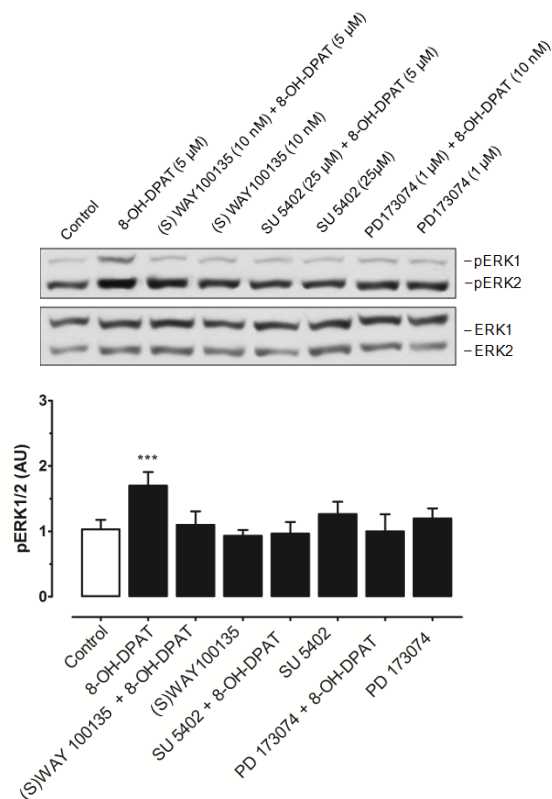 Control
8-OH-DPAT (5 µM)
(S) WAY100135 (10 nM) + 8-OH-DPAT (5 µM)
(S) WAY100135 (10 nM)
SU 5402 (25 µM) + 8-OH-DPAT (5 µM)
SU 5402 (25µM)
PD173074 (1 µM) + 8-OH-DPAT (10 nM)
PD173074 (1 µM)
–pERK1
–pERK2
–ERK1
–ERK2
pERK1/2 (AU)
3
2
1
0
***
Control
8-OH-DPAT
(S)WAY 100135 + 8-OH-DPAT
(S)WAY100135
SU 5402 + 8-OH-DPAT
SU 5402
PD 173074 + 8-OH-DPAT
PD 173074